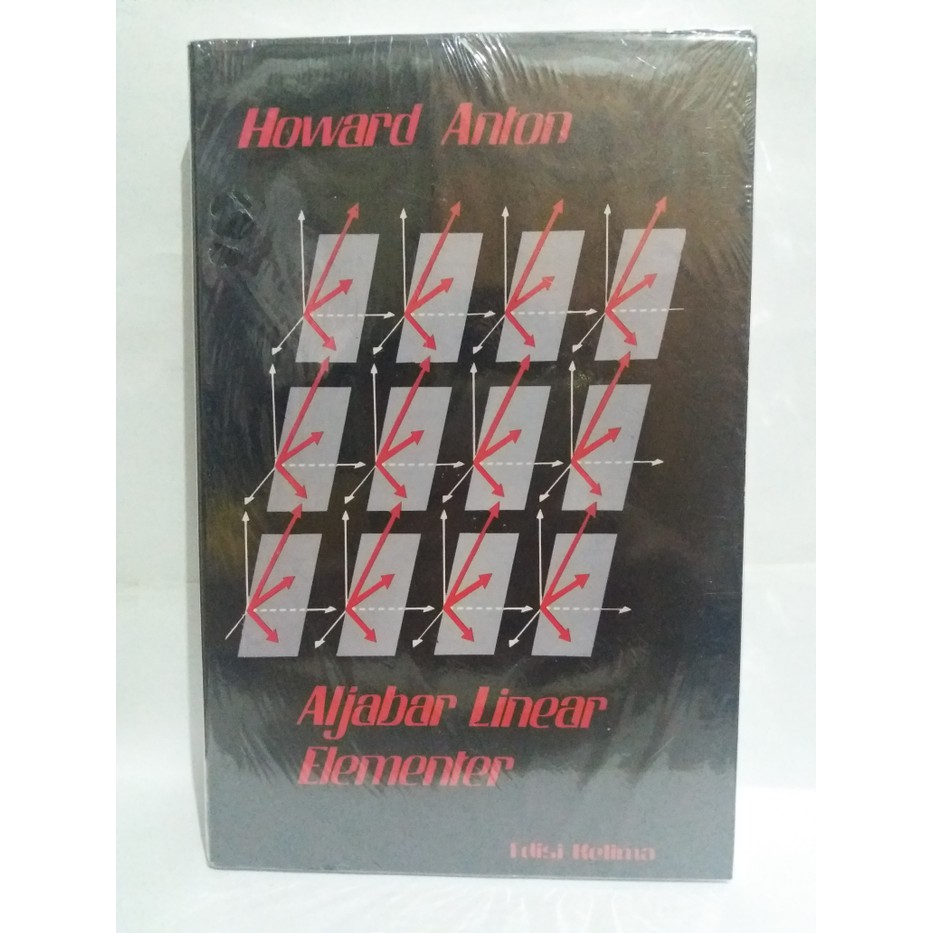 Howard Anton
Aljabar Linear
Elementer
Edisi Kelima